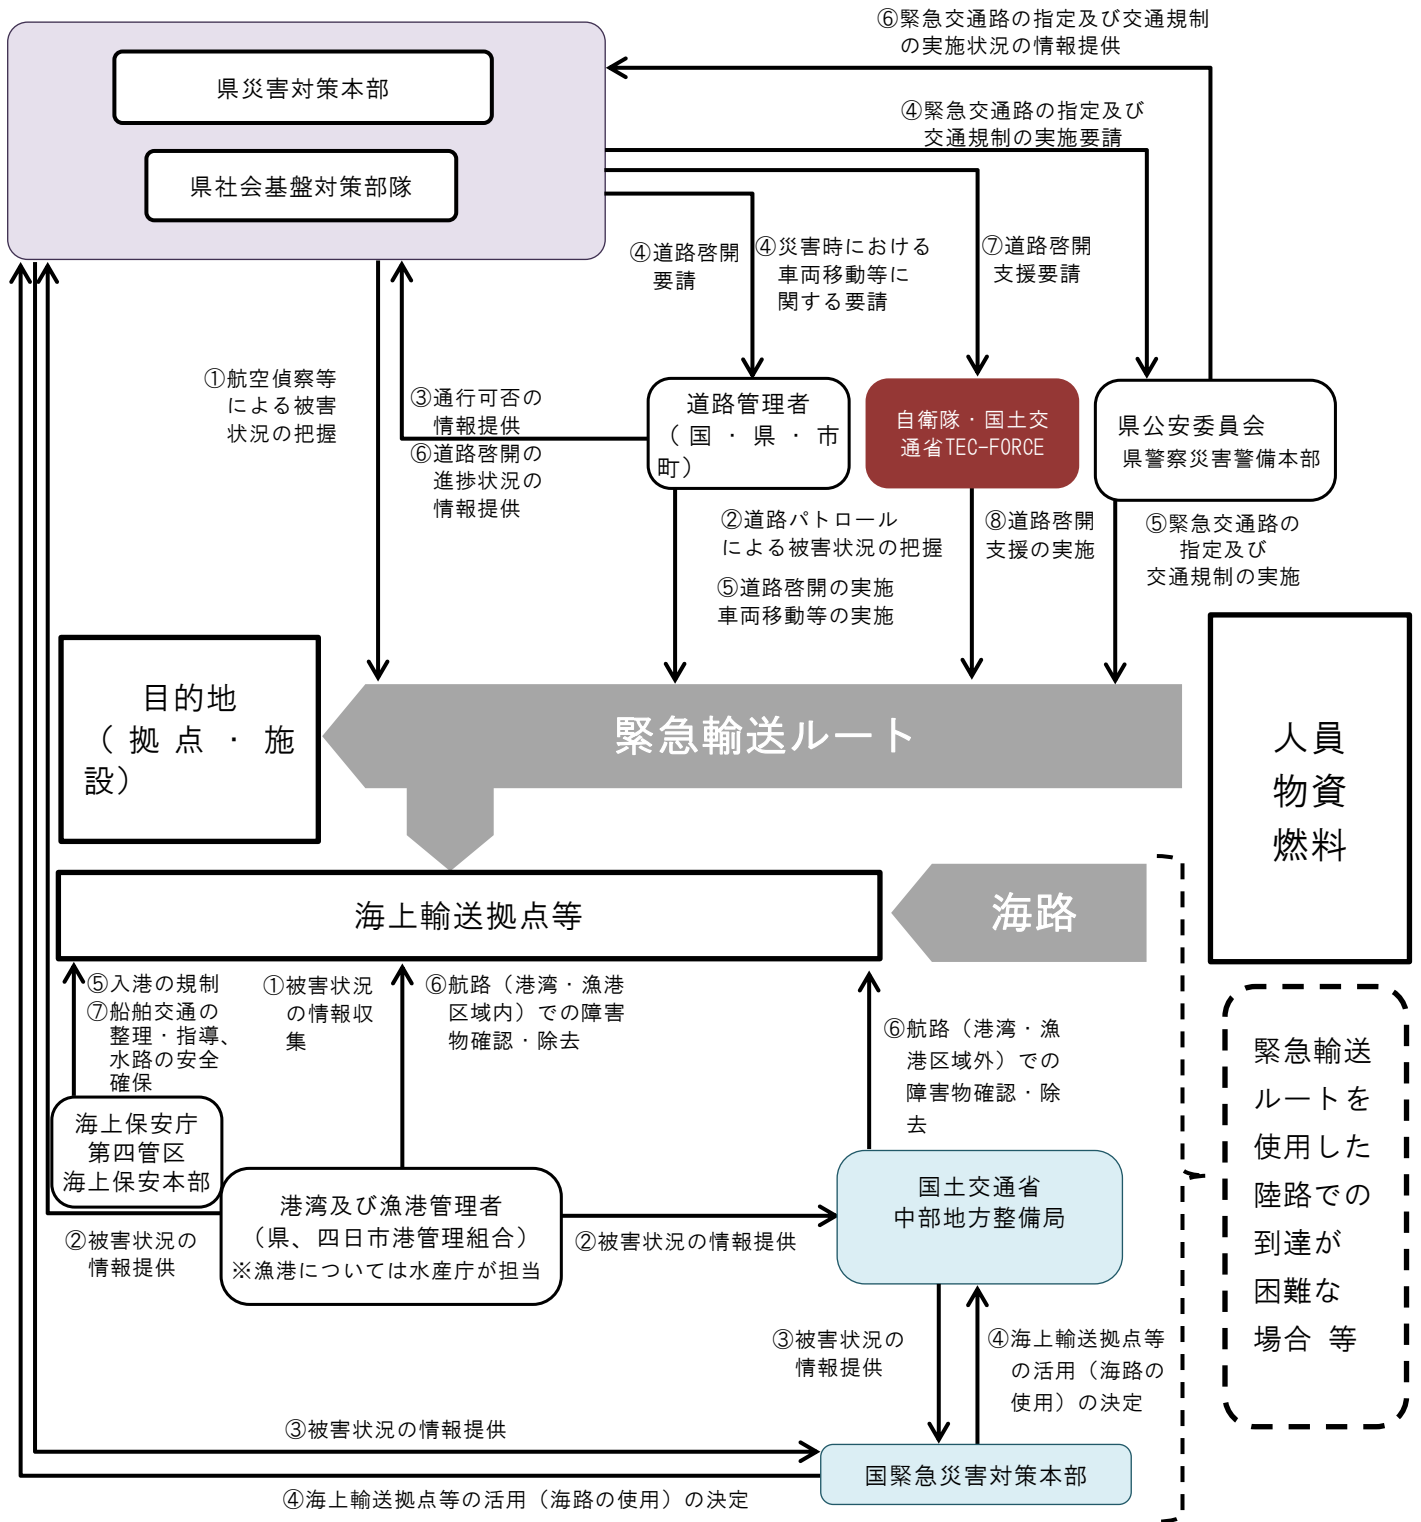 ⑥緊急交通路の指定及び交通規制
の実施状況の情報提供
県災害対策本部
④緊急交通路の指定及び
交通規制の実施要請
県社会基盤対策部隊
④道路啓開
要請
④災害時における
車両移動等に
関する要請
⑦道路啓開
支援要請
①航空偵察等
による被害
状況の把握
③通行可否の
情報提供
⑥道路啓開の
進捗状況の
情報提供
道路管理者
（国・県・市
町）
自衛隊・国土交
通省TEC-FORCE
県公安委員会
県警察災害警備本部
②道路パトロール
による被害状況の把握
⑤道路啓開の実施
車両移動等の実施
⑧道路啓開
支援の実施
⑤緊急交通路の
指定及び
交通規制の実施
目的地
（拠点・施
設）
緊急輸送ルート
人員
物資
燃料
海上輸送拠点等
海路
⑤入港の規制
⑦船舶交通の
整理・指導、
水路の安全
確保
①被害状況
の情報収
集
⑥航路（港湾・漁港
区域内）での障害
物確認・除去
⑥航路（港湾・漁
港区域外）での
障害物確認・除
去
緊急輸送
ルートを
使用した
陸路での
到達が
困難な
場合 等
海上保安庁
第四管区
海上保安本部
港湾及び漁港管理者
（県、四日市港管理組合）
※漁港については水産庁が担当
国土交通省
中部地方整備局
②被害状況の
情報提供
②被害状況の情報提供
③被害状況の
情報提供
④海上輸送拠点等
の活用（海路の
使用）の決定
③被害状況の情報提供
国緊急災害対策本部
④海上輸送拠点等の活用（海路の使用）の決定